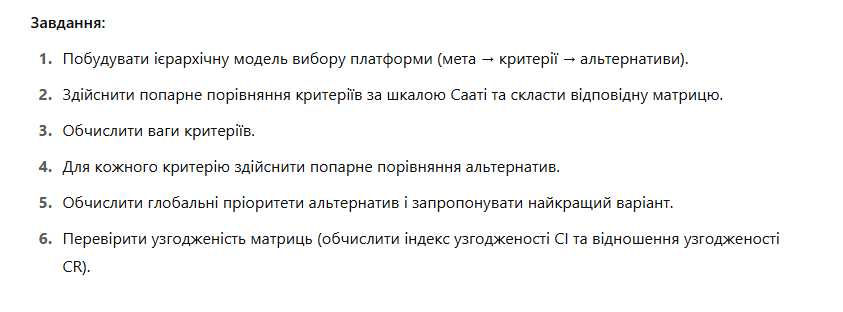 Завдання:
1. Побудувати ієрархічну модель вибору платформи (мета → критерії → альтернативи).
2. Здійснити попарне порівняння критеріїв за шкалою Сааті та скласти відповідну матрицю.
3. Обчислити ваги критеріїв.
4. Для кожного критерію здійснити попарне порівняння альтернатив.
5. Обчислити глобальні пріоритети альтернатив і запропонувати найкращий варіант.
6. Перевірити узгодженість матриць (обчислити індекс узгодженості CI та відношення узгодженості
CR).